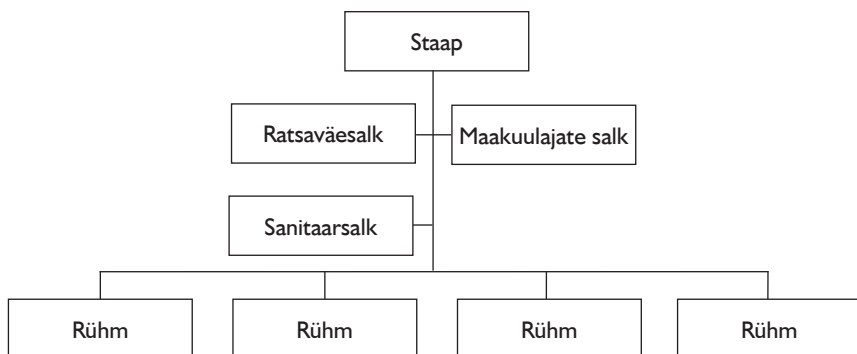 Staap
Ratsaväesalk
Maakuulajate salk
Sanitaarsalk
Rühm
Rühm
Rühm
Rühm